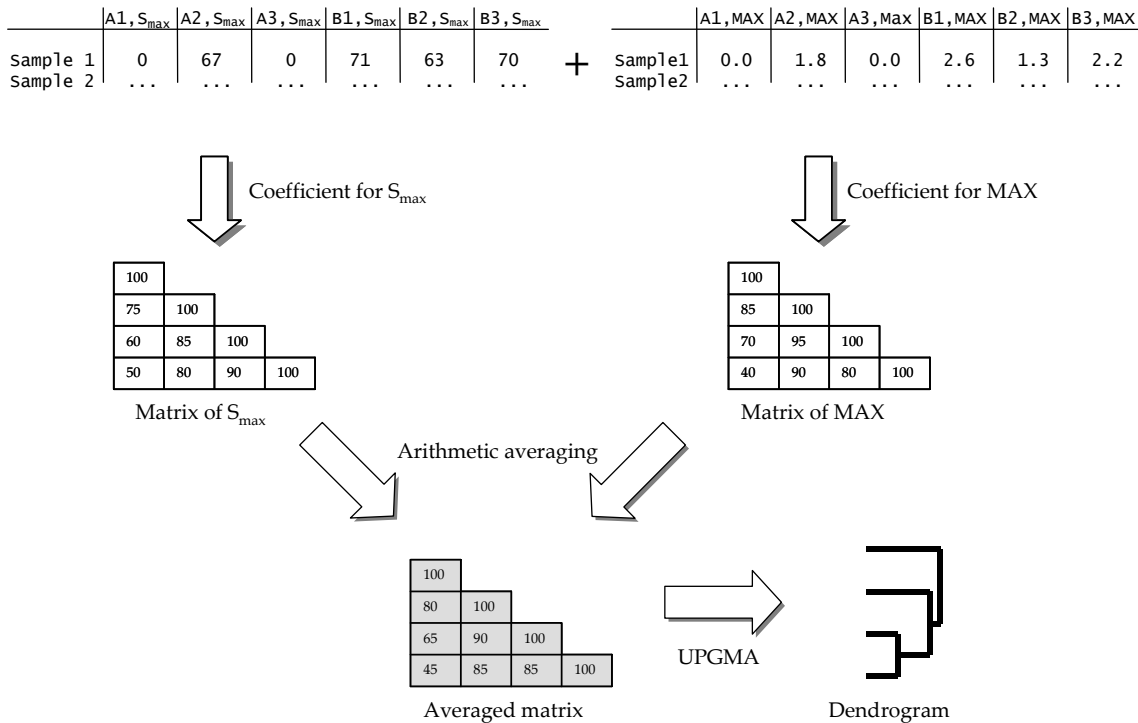 A1,Smax A2,Smax A3,Smax B1,Smax B2,Smax B3,Smax
Sample 1 0 67 0 71 63 70
Sample 2 ... ... ... ... ... ...
+
A1,MAX A2,MAX A3,Max B1,MAX B2,MAX B3,MAX
Sample1 0.0 1.8 0.0 2.6 1.3 2.2
Sample2 ... ... ... ... ... ...
Coefficient for Smax
Coefficient for MAX
100
75 100
60 85 100
50 80 90 100
Matrix of Smax
100
85 100
70 95 100
40 90 80 100
Matrix of MAX
Arithmetic averaging
100
80 100
65 90 100
45 85 85 100
Averaged matrix
UPGMA
Dendrogram